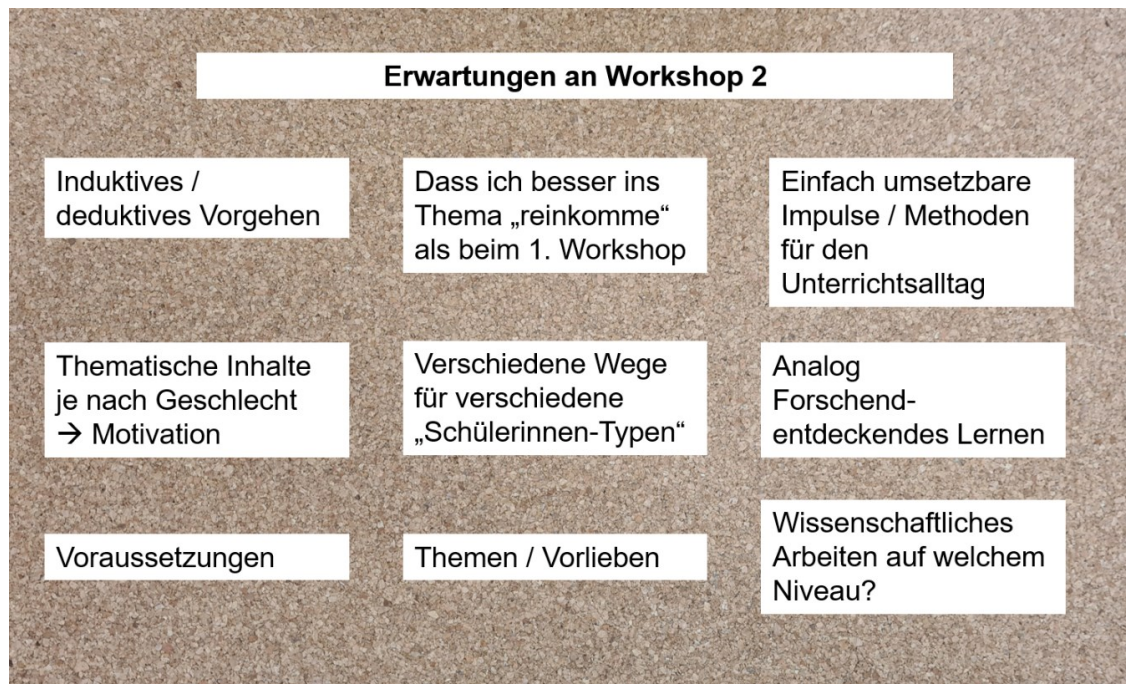 Erwartungen an Workshop 2
Induktives /
deduktives Vorgehen
Dass ich besser ins
Thema „reinkomme“
als beim 1. Workshop
Einfach umsetzbare
Impulse / Methoden
für den
Unterrichtsalltag
Thematische Inhalte
je nach Geschlecht
→ Motivation
Verschiedene Wege
für verschiedene
„Schülerinnen-Typen“
Analog
Forschend-
entdeckendes Lernen
Voraussetzungen
Themen / Vorlieben
Wissenschaftliches
Arbeiten auf welchem
Niveau?